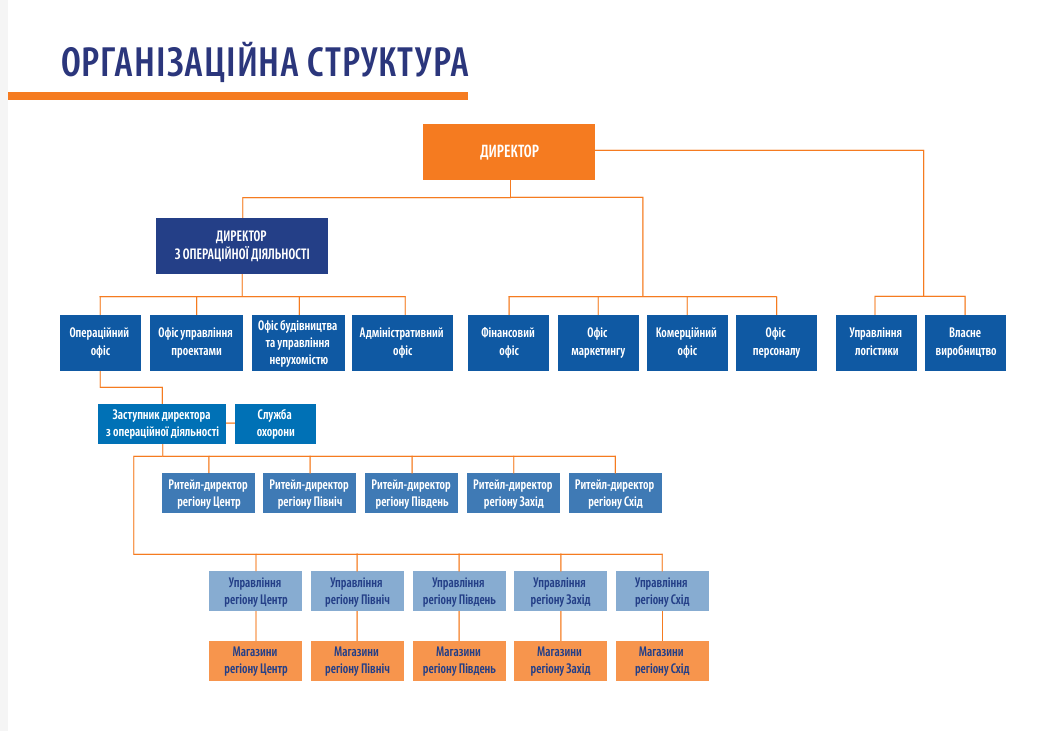 ОРГАНІЗАЦІЙНА СТРУКТУРА
ДИРЕКТОР
ДИРЕКТОР
З ОПЕРАЦІЙНОЇ ДІЯЛЬНОСТІ
Операційний
офіс
Офіс управління
проектами
Офіс будівництва
та управління
нерухомістю
Адміністративний
офіс
Фінансовий
офіс
Офіс
маркетингу
Комерційний
офіс
Офіс
персоналу
Управління
логістики
Власне
виробництво
Заступник директора
з операційної діяльності
Служба
охорони
Ритейл-директор
регіону Центр
Ритейл-директор
регіону Північ
Ритейл-директор
регіону Південь
Ритейл-директор
регіону Захід
Ритейл-директор
регіону Схід
Управління
регіону Центр
Управління
регіону Північ
Управління
регіону Південь
Управління
регіону Захід
Управління
регіону Схід
Магазини
регіону Центр
Магазини
регіону Північ
Магазини
регіону Південь
Магазини
регіону Захід
Магазини
регіону Схід